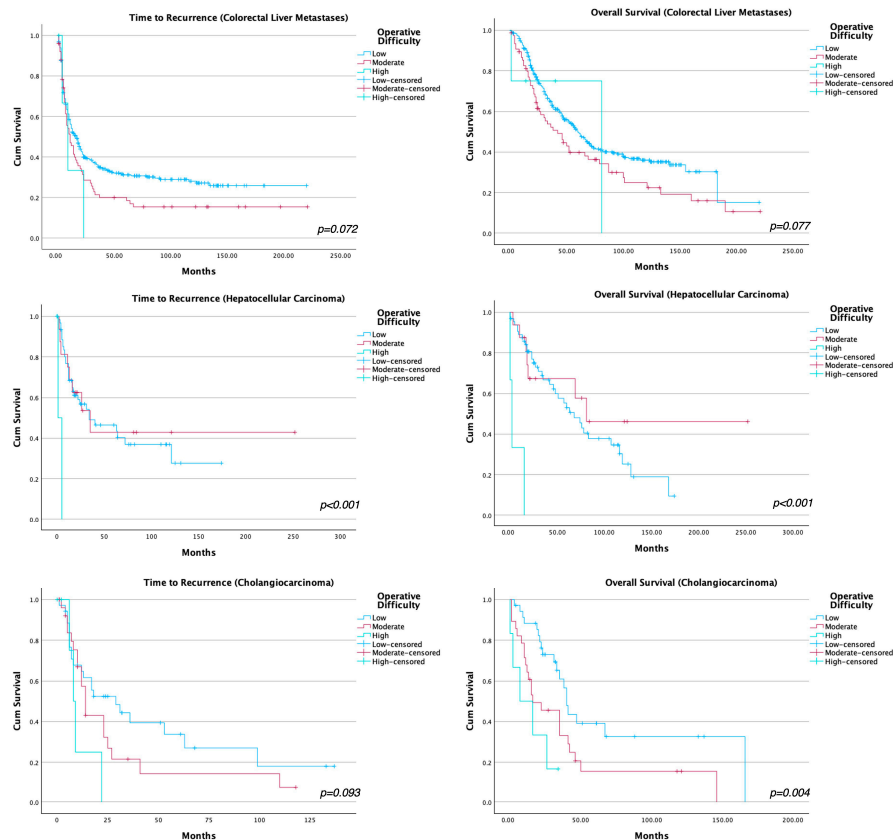 Time to Recurrence (Colorectal Liver Metastases)
Operative
Difficulty
Low
Moderate
High
Low-censored
Moderate-censored
High-censored
Cum Survival
1.0
0.8
0.6
0.4
0.2
0.0
p=0.072
0.00
50.00
100.00
150.00
200.00
250.00
Months
Overall Survival (Colorectal Liver Metastases)
Operative
Difficulty
Low
Moderate
High
Low-censored
Moderate-censored
High-censored
Cum Survival
1.0
0.8
0.6
0.4
0.2
0.0
p=0.077
0.00
50.00
100.00
150.00
200.00
250.00
Months
Time to Recurrence (Hepatocellular Carcinoma)
Operative
Difficulty
Low
Moderate
High
Low-censored
Moderate-censored
High-censored
Cum Survival
1.0
0.8
0.6
0.4
0.2
0.0
p<0.001
0
50
100
150
200
250
300
Months
Overall Survival (Hepatocellular Carcinoma)
Operative
Difficulty
Low
Moderate
High
Low-censored
Moderate-censored
High-censored
Cum Survival
1.0
0.8
0.6
0.4
0.2
0.0
p<0.001
0.00
50.00
100.00
150.00
200.00
250.00
300.00
Months
Time to Recurrence (Cholangiocarcinoma)
Operative
Difficulty
Low
Moderate
High
Low-censored
Moderate-censored
High-censored
Cum Survival
1.0
0.8
0.6
0.4
0.2
0.0
p=0.093
0
25
50
75
100
125
Months
Overall Survival (Cholangiocarcinoma)
Operative
Difficulty
Low
Moderate
High
Low-censored
Moderate-censored
High-censored
Cum Survival
1.0
0.8
0.6
0.4
0.2
0.0
p=0.004
0.00
50.00
100.00
150.00
200.00
Months